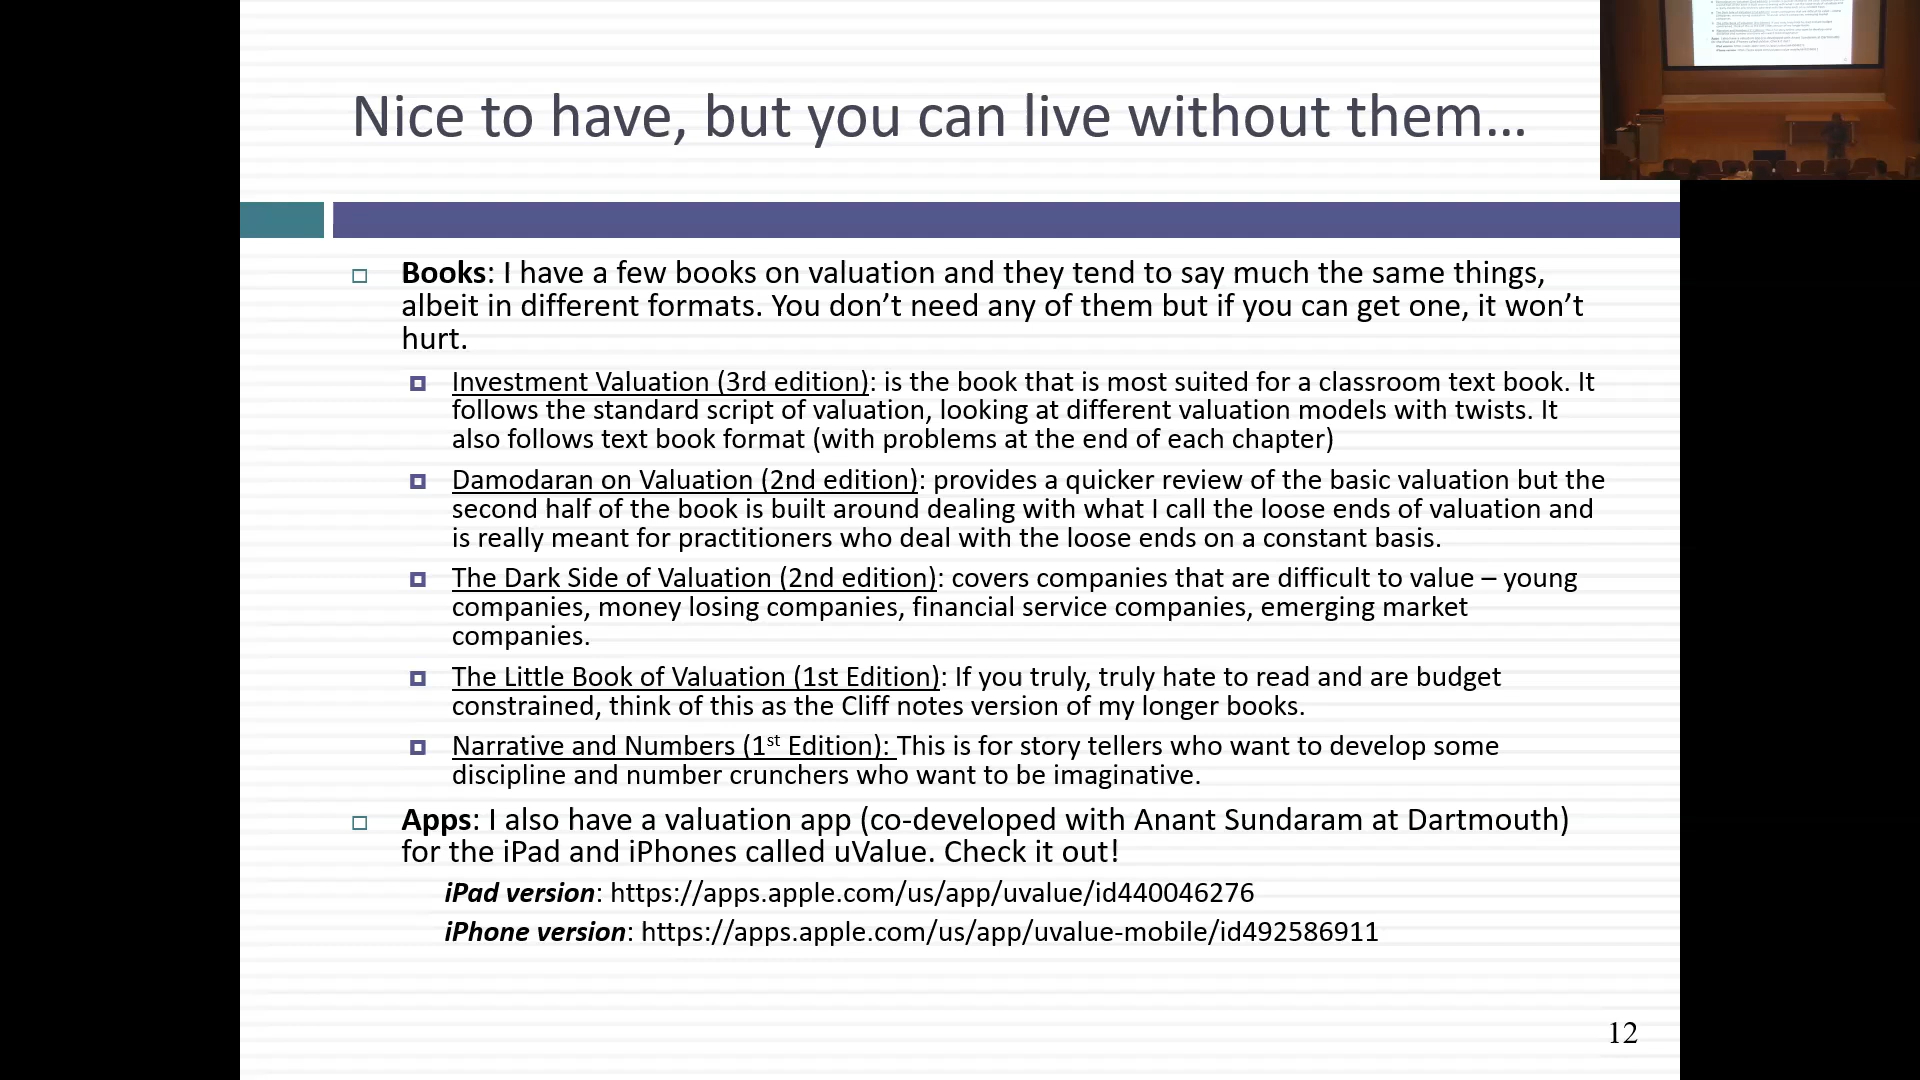 Nice to have, but you can live without them…
Books: I have a few books on valuation and they tend to say much the same things,
albeit in different formats. You don’t need any of them but if you can get one, it won’t
hurt.
Investment Valuation (3rd edition): is the book that is most suited for a classroom text book. It
follows the standard script of valuation, looking at different valuation models with twists. It
also follows text book format (with problems at the end of each chapter)
Damodaran on Valuation (2nd edition): provides a quicker review of the basic valuation but the
second half of the book is built around dealing with what I call the loose ends of valuation and
is really meant for practitioners who deal with the loose ends on a constant basis.
The Dark Side of Valuation (2nd edition): covers companies that are difficult to value – young
companies, money losing companies, financial service companies, emerging market
companies.
The Little Book of Valuation (1st Edition): If you truly, truly hate to read and are budget
constrained, think of this as the Cliff notes version of my longer books.
Narrative and Numbers (1st Edition): This is for story tellers who want to develop some
discipline and number crunchers who want to be imaginative.
Apps: I also have a valuation app (co-developed with Anant Sundaram at Dartmouth)
for the iPad and iPhones called uValue. Check it out!
iPad version: https://apps.apple.com/us/app/uvalue/id440046276
iPhone version: https://apps.apple.com/us/app/uvalue-mobile/id492586911
12